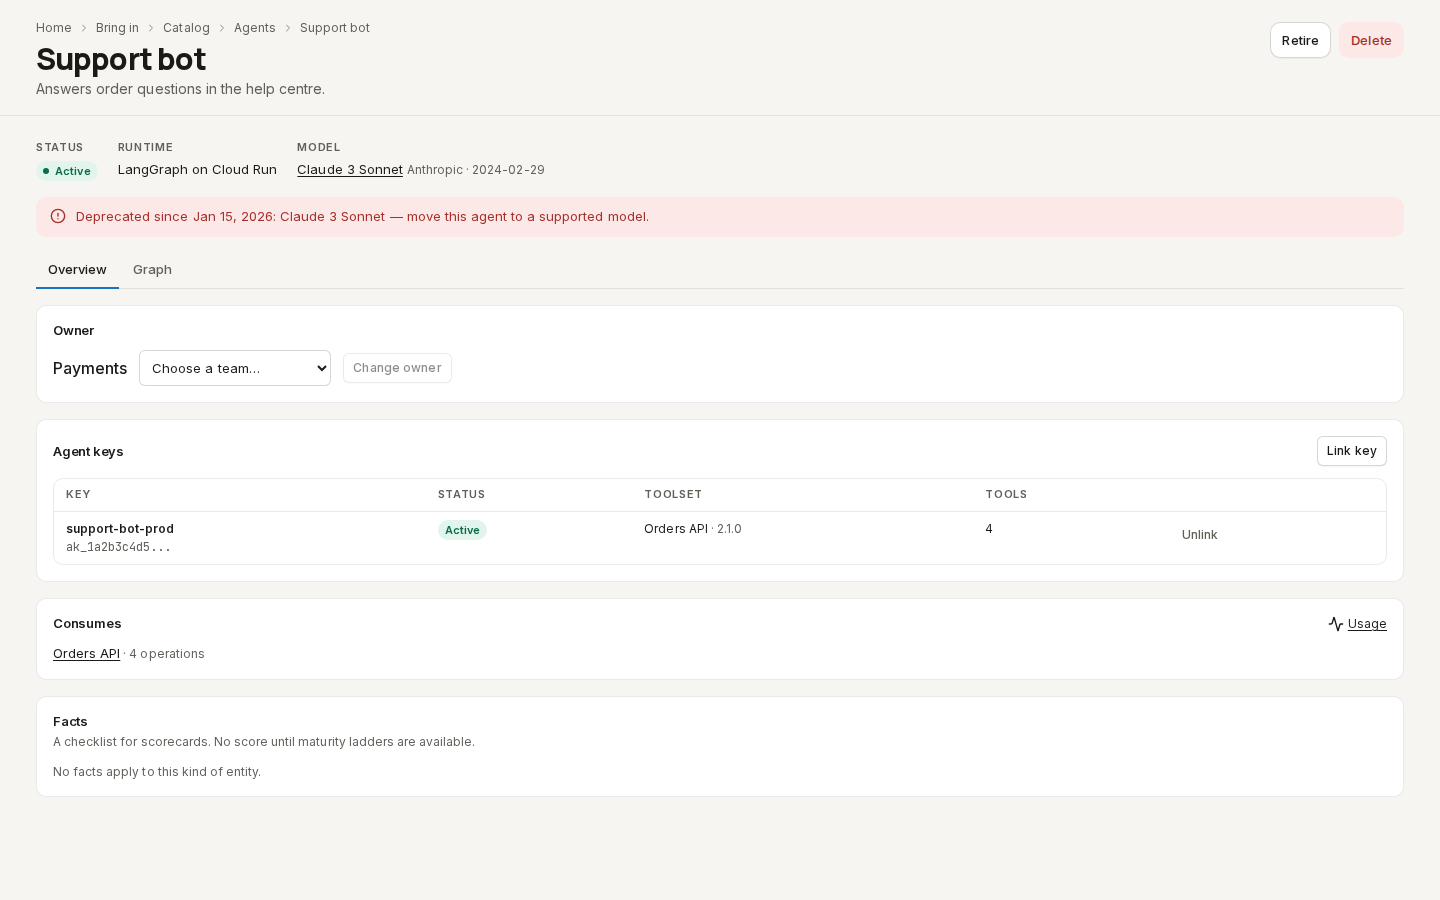 Home > Bring in > Catalog > Agents > Support bot
Support bot
Answers order questions in the help centre.
Retire
Delete
STATUS
Active
RUNTIME
LangGraph on Cloud Run
MODEL
Claude 3 Sonnet Anthropic · 2024-02-29
Deprecated since Jan 15, 2026: Claude 3 Sonnet — move this agent to a supported model.
Overview
Graph
Owner
Payments
Choose a team...
Change owner
Agent keys
Link key
KEY STATUS TOOLSET TOOLS
support-bot-prod Active Orders API · 2.1.0 4 Unlink
ak_1a2b3c4d5...
Consumes
Usage
Orders API · 4 operations
Facts
A checklist for scorecards. No score until maturity ladders are available.
No facts apply to this kind of entity.